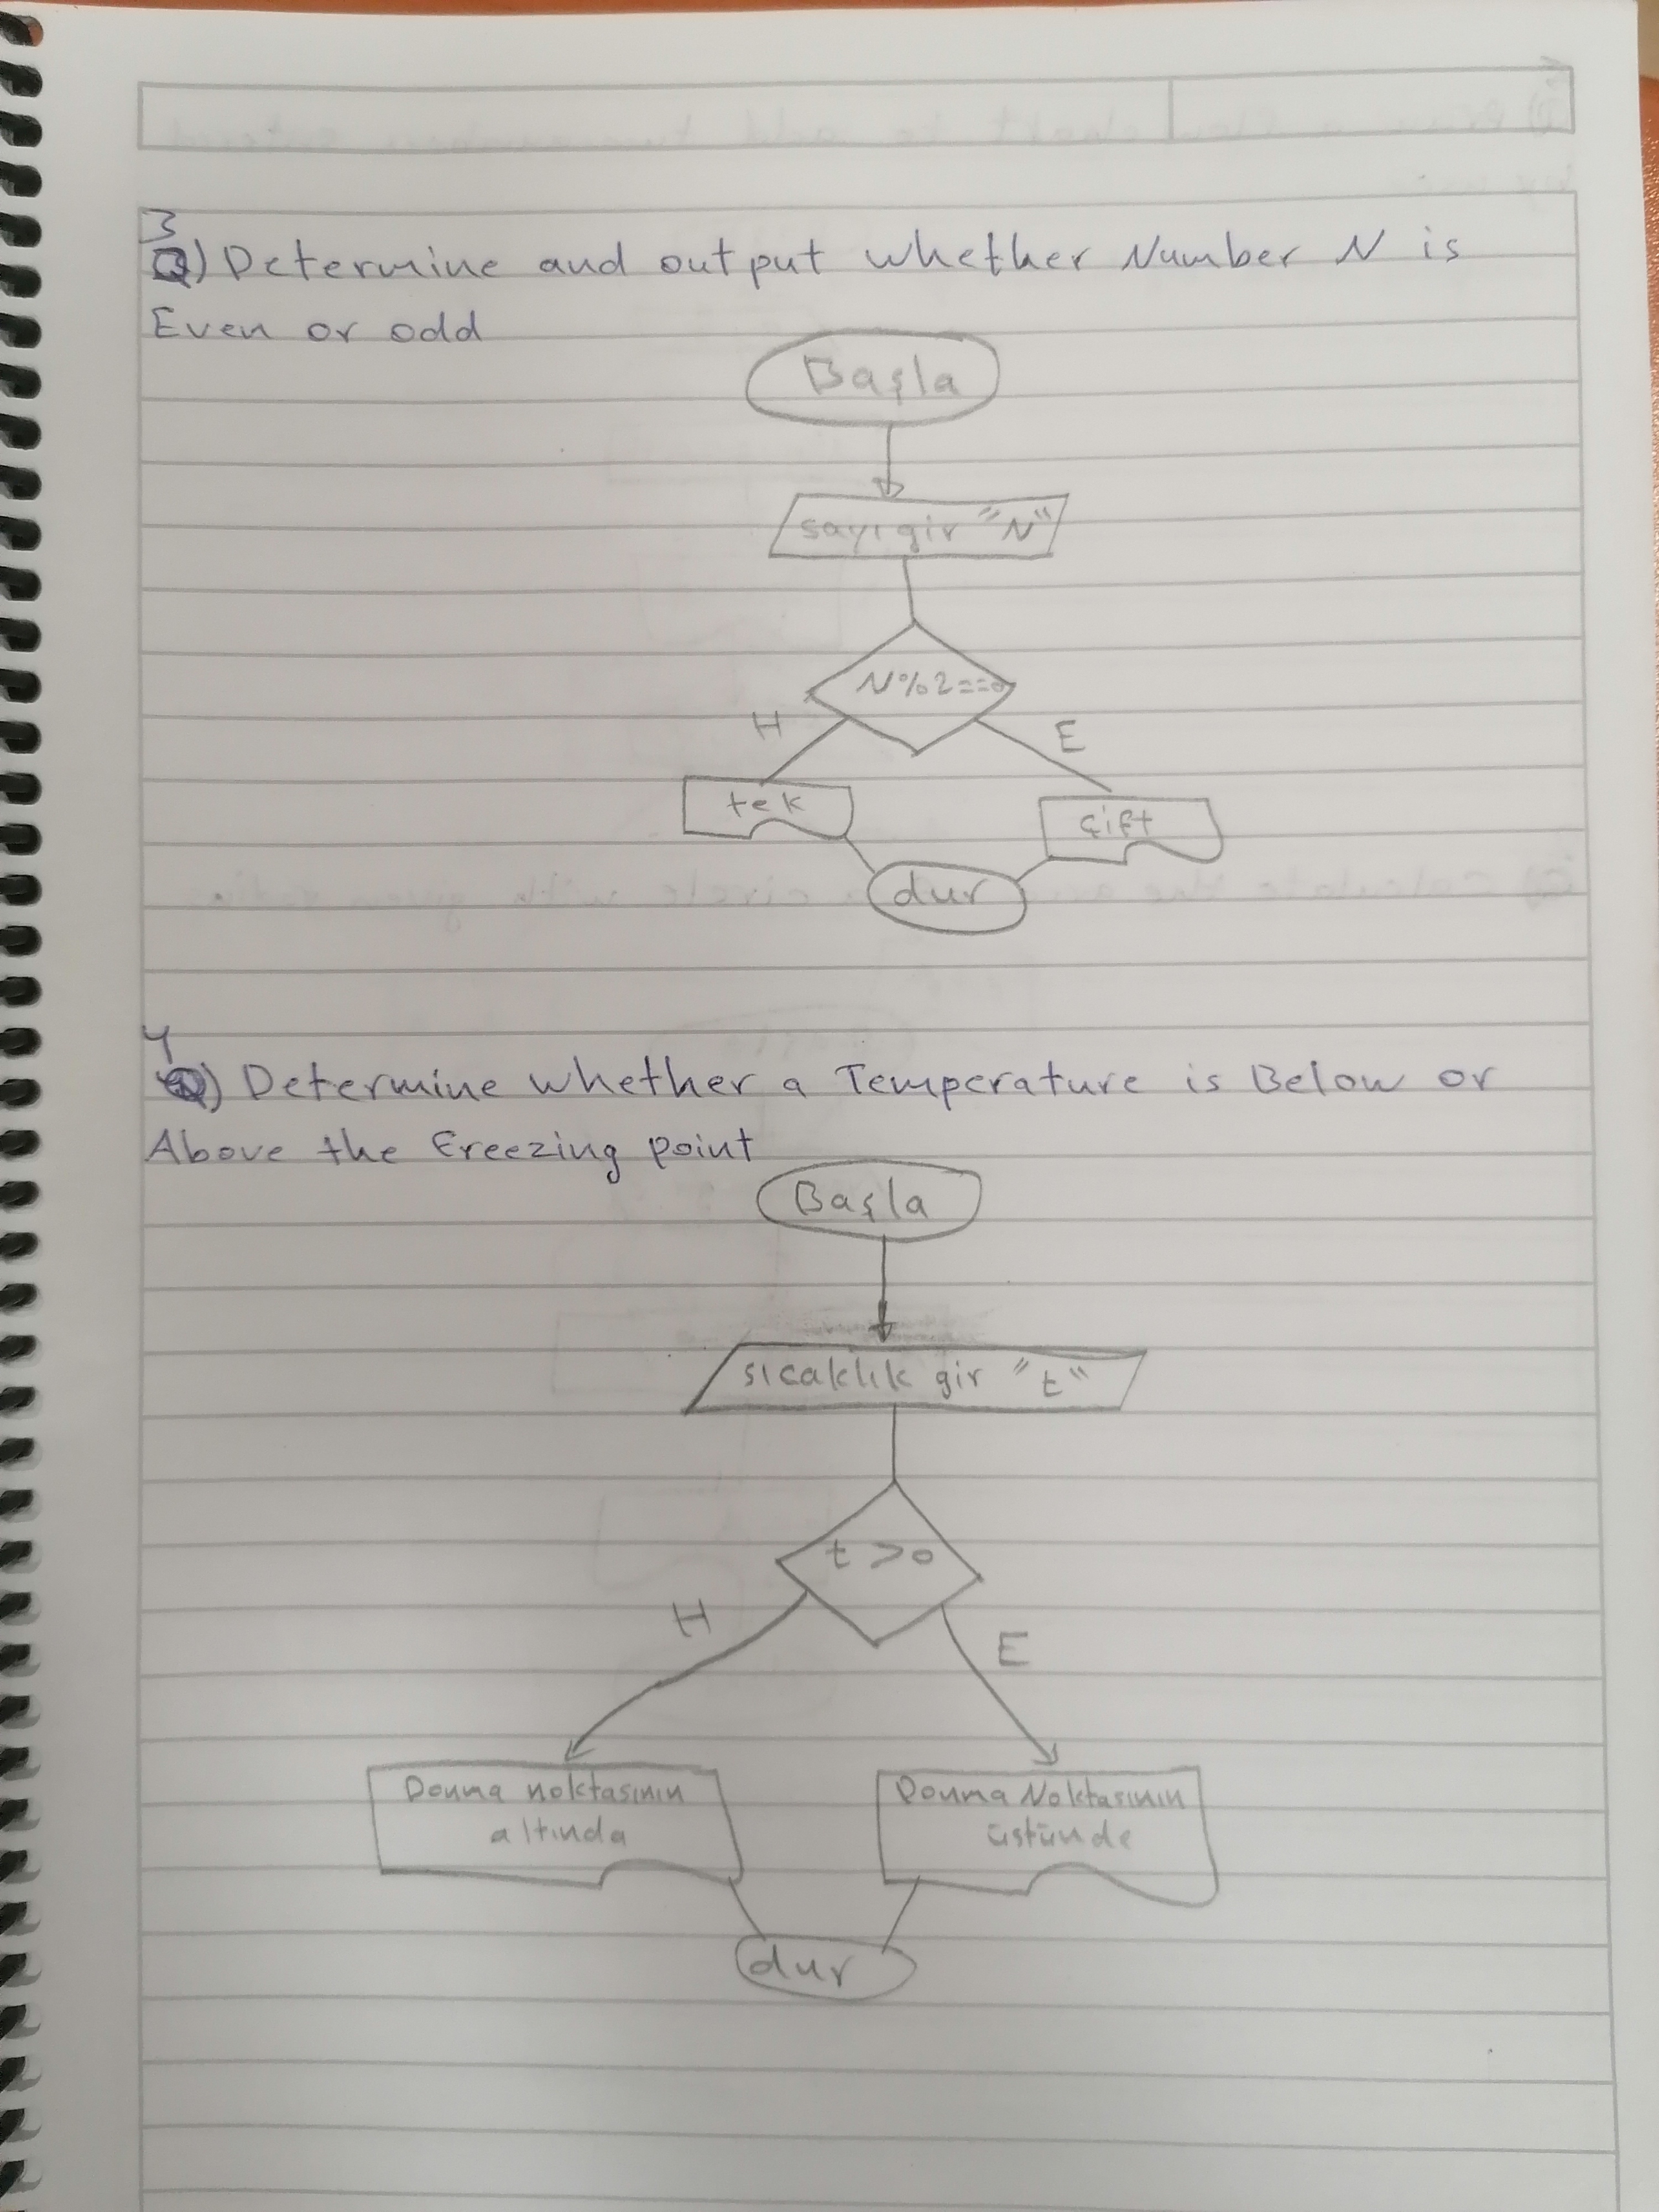 3) Determine and output whether Number N is
Even or odd
Başla
sayı gir "N"
N%2==0
H
E
tek
çift
dur
4) Determine whether a Temperature is Below or
Above the Freezing point
Başla
sıcaklık gir "t"
t >0
H
E
Donma noktasının
altında
Donma Noktasının
üstünde
dur